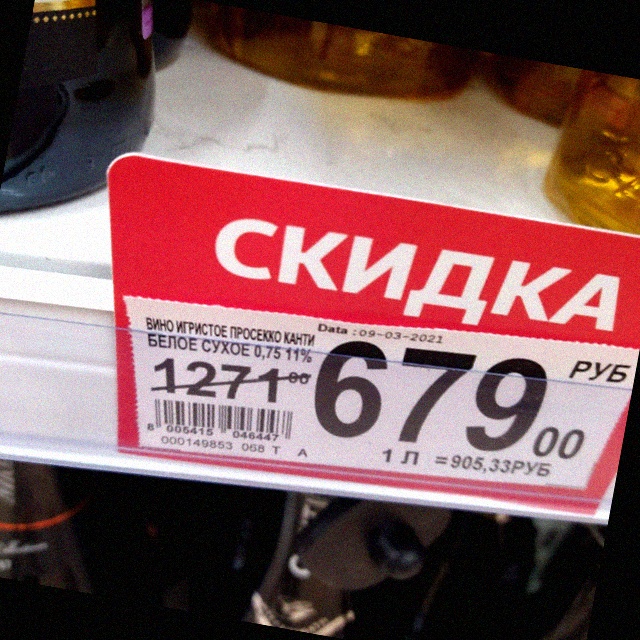 СКИДКА
ВИНО ИГРИСТОЕ ПРОСЕККО КАНТИ
БЕЛОЕ СУХОЕ 0,75 11%
Data :09-03-2021
1271 00
679 00 РУБ
8 005415 046447
000149853 068 Т А
1 Л =905,33РУБ